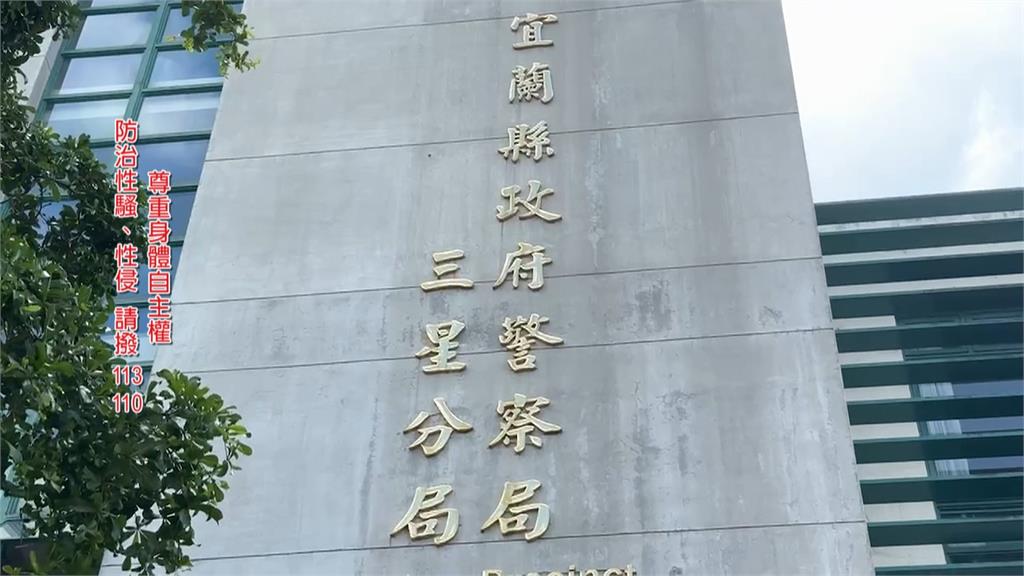 宜蘭縣政府警察局
三星分局
Precinct
尊重身體自主權
防治性騷、性侵 請撥 113 110